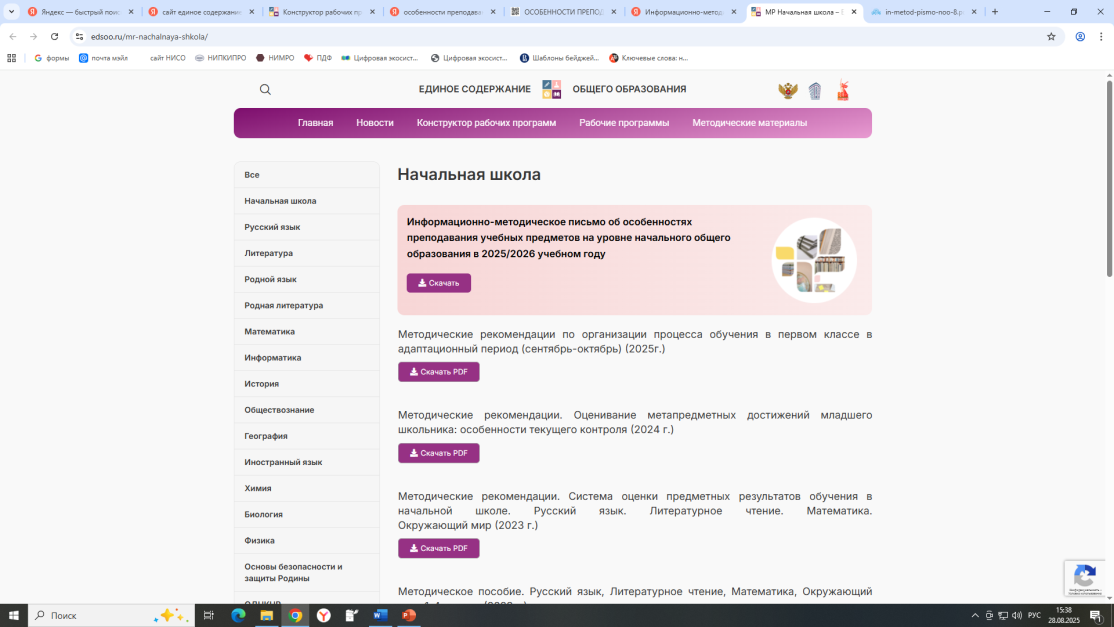 Яндекс — быстрый пои
сайт единое содержани
Конструктор рабочих пр
особенности преподава
ОСОБЕННОСТИ ПРЕПОД
Информационно-метод
МР Начальная школа –
in-metod-pismo-noo-8.p
edsoo.ru/mr-nachalnaya-shkola/
формы
почта мэйл
сайт НИСО
НИПКИПРО
НИМРО
ПДФ
Цифровая экосист...
Цифровая экосист...
Шаблоны бейджей...
Ключевые слова: н...
ЕДИНОЕ СОДЕРЖАНИЕ ОБЩЕГО ОБРАЗОВАНИЯ
Главная Новости Конструктор рабочих программ Рабочие программы Методические материалы
Все
Начальная школа
Русский язык
Литература
Родной язык
Родная литература
Математика
Информатика
История
Обществознание
География
Иностранный язык
Химия
Биология
Физика
Основы безопасности и
защиты Родины
Начальная школа
Информационно-методическое письмо об особенностях
преподавания учебных предметов на уровне начального общего
образования в 2025/2026 учебном году
Скачать
Методические рекомендации по организации процесса обучения в первом классе в
адаптационный период (сентябрь-октябрь) (2025г.)
Скачать PDF
Методические рекомендации. Оценивание метапредметных достижений младшего
школьника: особенности текущего контроля (2024 г.)
Скачать PDF
Методические рекомендации. Система оценки предметных результатов обучения в
начальной школе. Русский язык. Литературное чтение. Математика.
Окружающий мир (2023 г.)
Скачать PDF
Методическое пособие. Русский язык, Литературное чтение, Математика, Окружающий
Поиск
РУС
15:38
28.08.2025